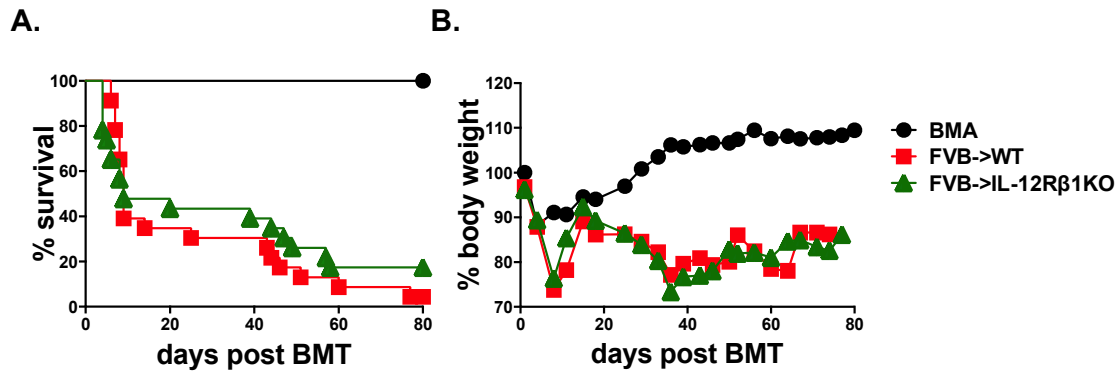 A.
B.
% survival
100
80
60
40
20
0
0 20 40 60 80
days post BMT
% body weight
120
110
100
90
80
70
0 20 40 60 80
days post BMT
BMA
FVB->WT
FVB->IL-12Rβ1KO